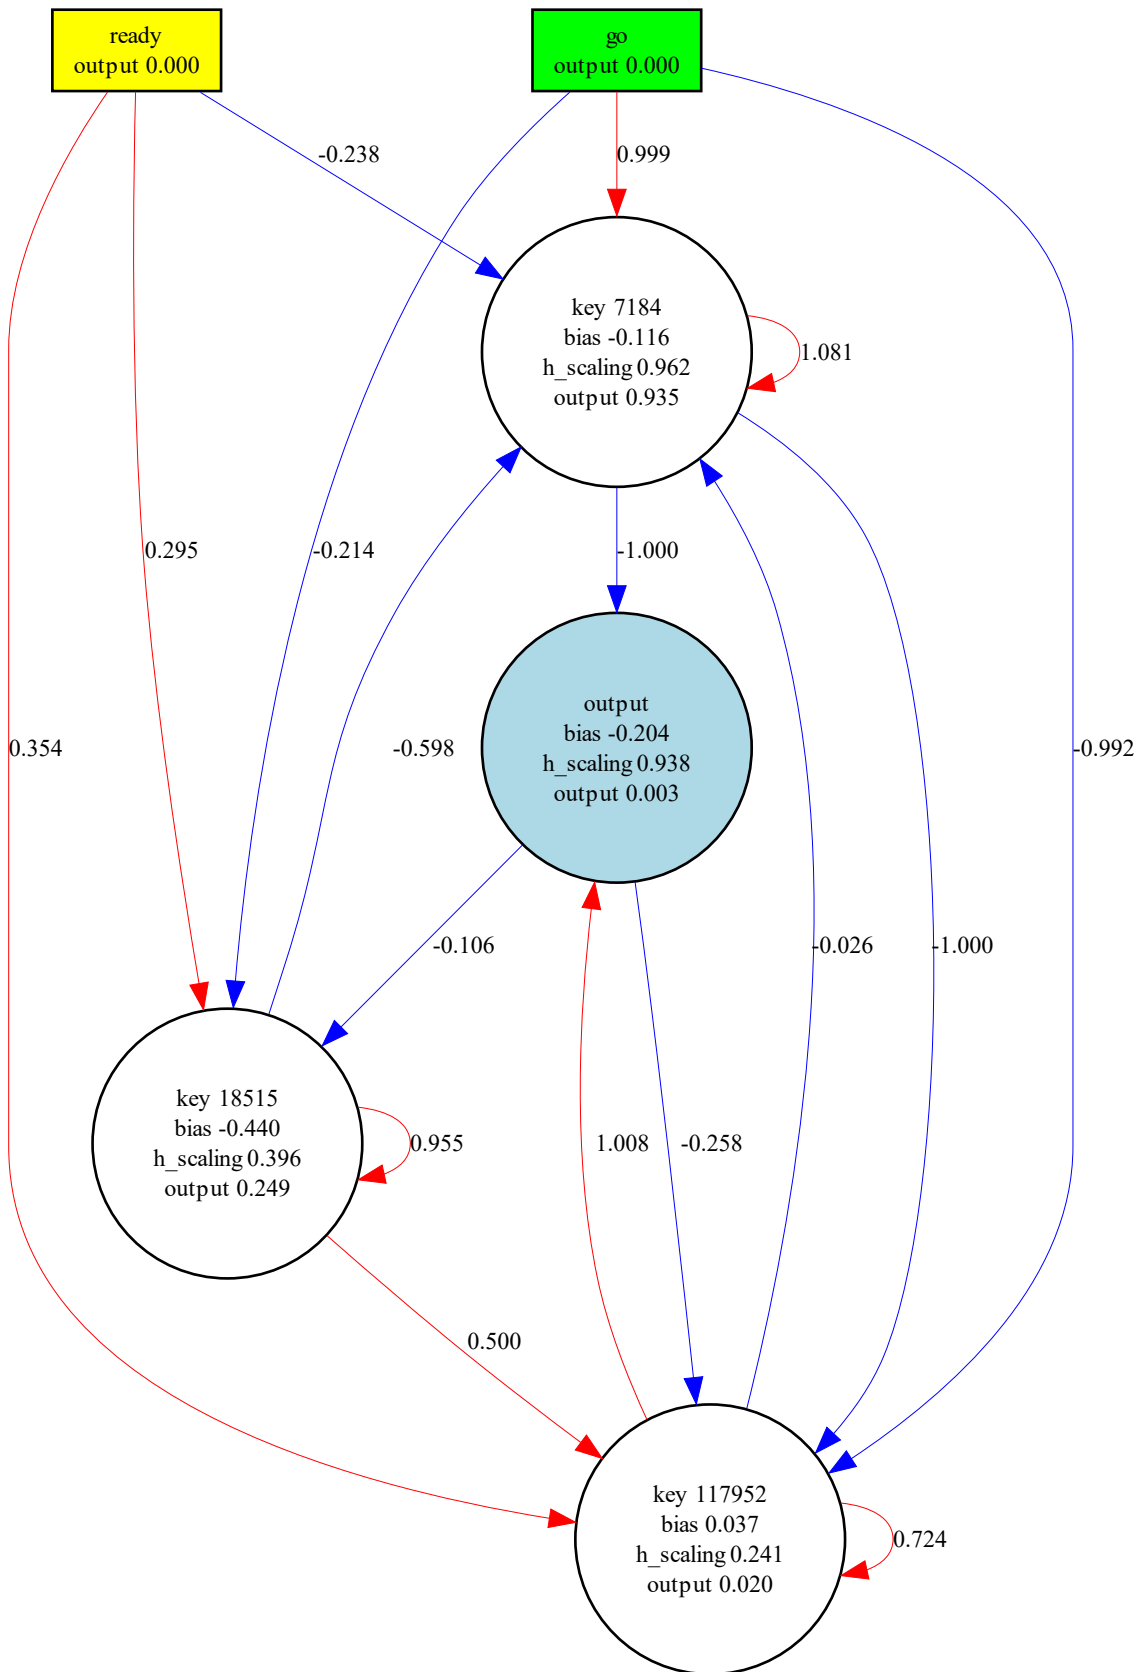 ready
output 0.000
go
output 0.000
-0.238
0.999
key 7184
bias -0.116
h_scaling 0.962
output 0.935
1.081
0.295
-0.214
-1.000
output
bias -0.204
h_scaling 0.938
output 0.003
0.354
-0.598
-0.992
-0.106
-0.026
-1.000
key 18515
bias -0.440
h_scaling 0.396
output 0.249
0.955
1.008
-0.258
0.500
key 117952
bias 0.037
h_scaling 0.241
output 0.020
0.724